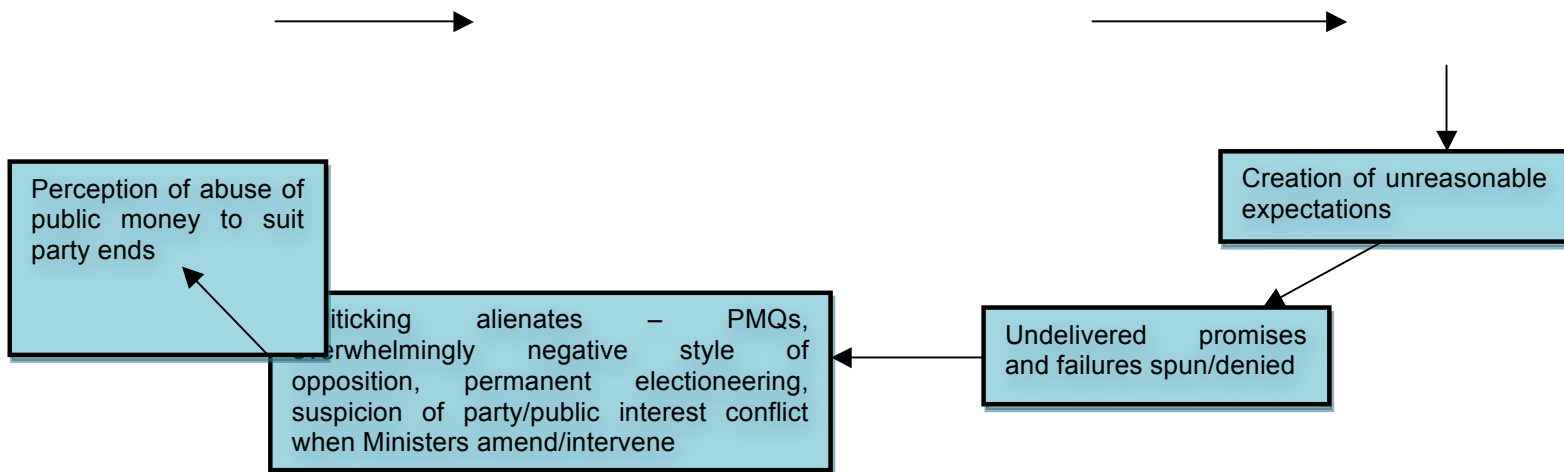 Perception of abuse of
public money to suit
party ends
Creation of unreasonable
expectations
alienates – PMQs,
negative style of
opposition, permanent electioneering,
suspicion of party/public interest conflict
when Ministers amend/intervene
Undelivered promises
and failures spun/denied